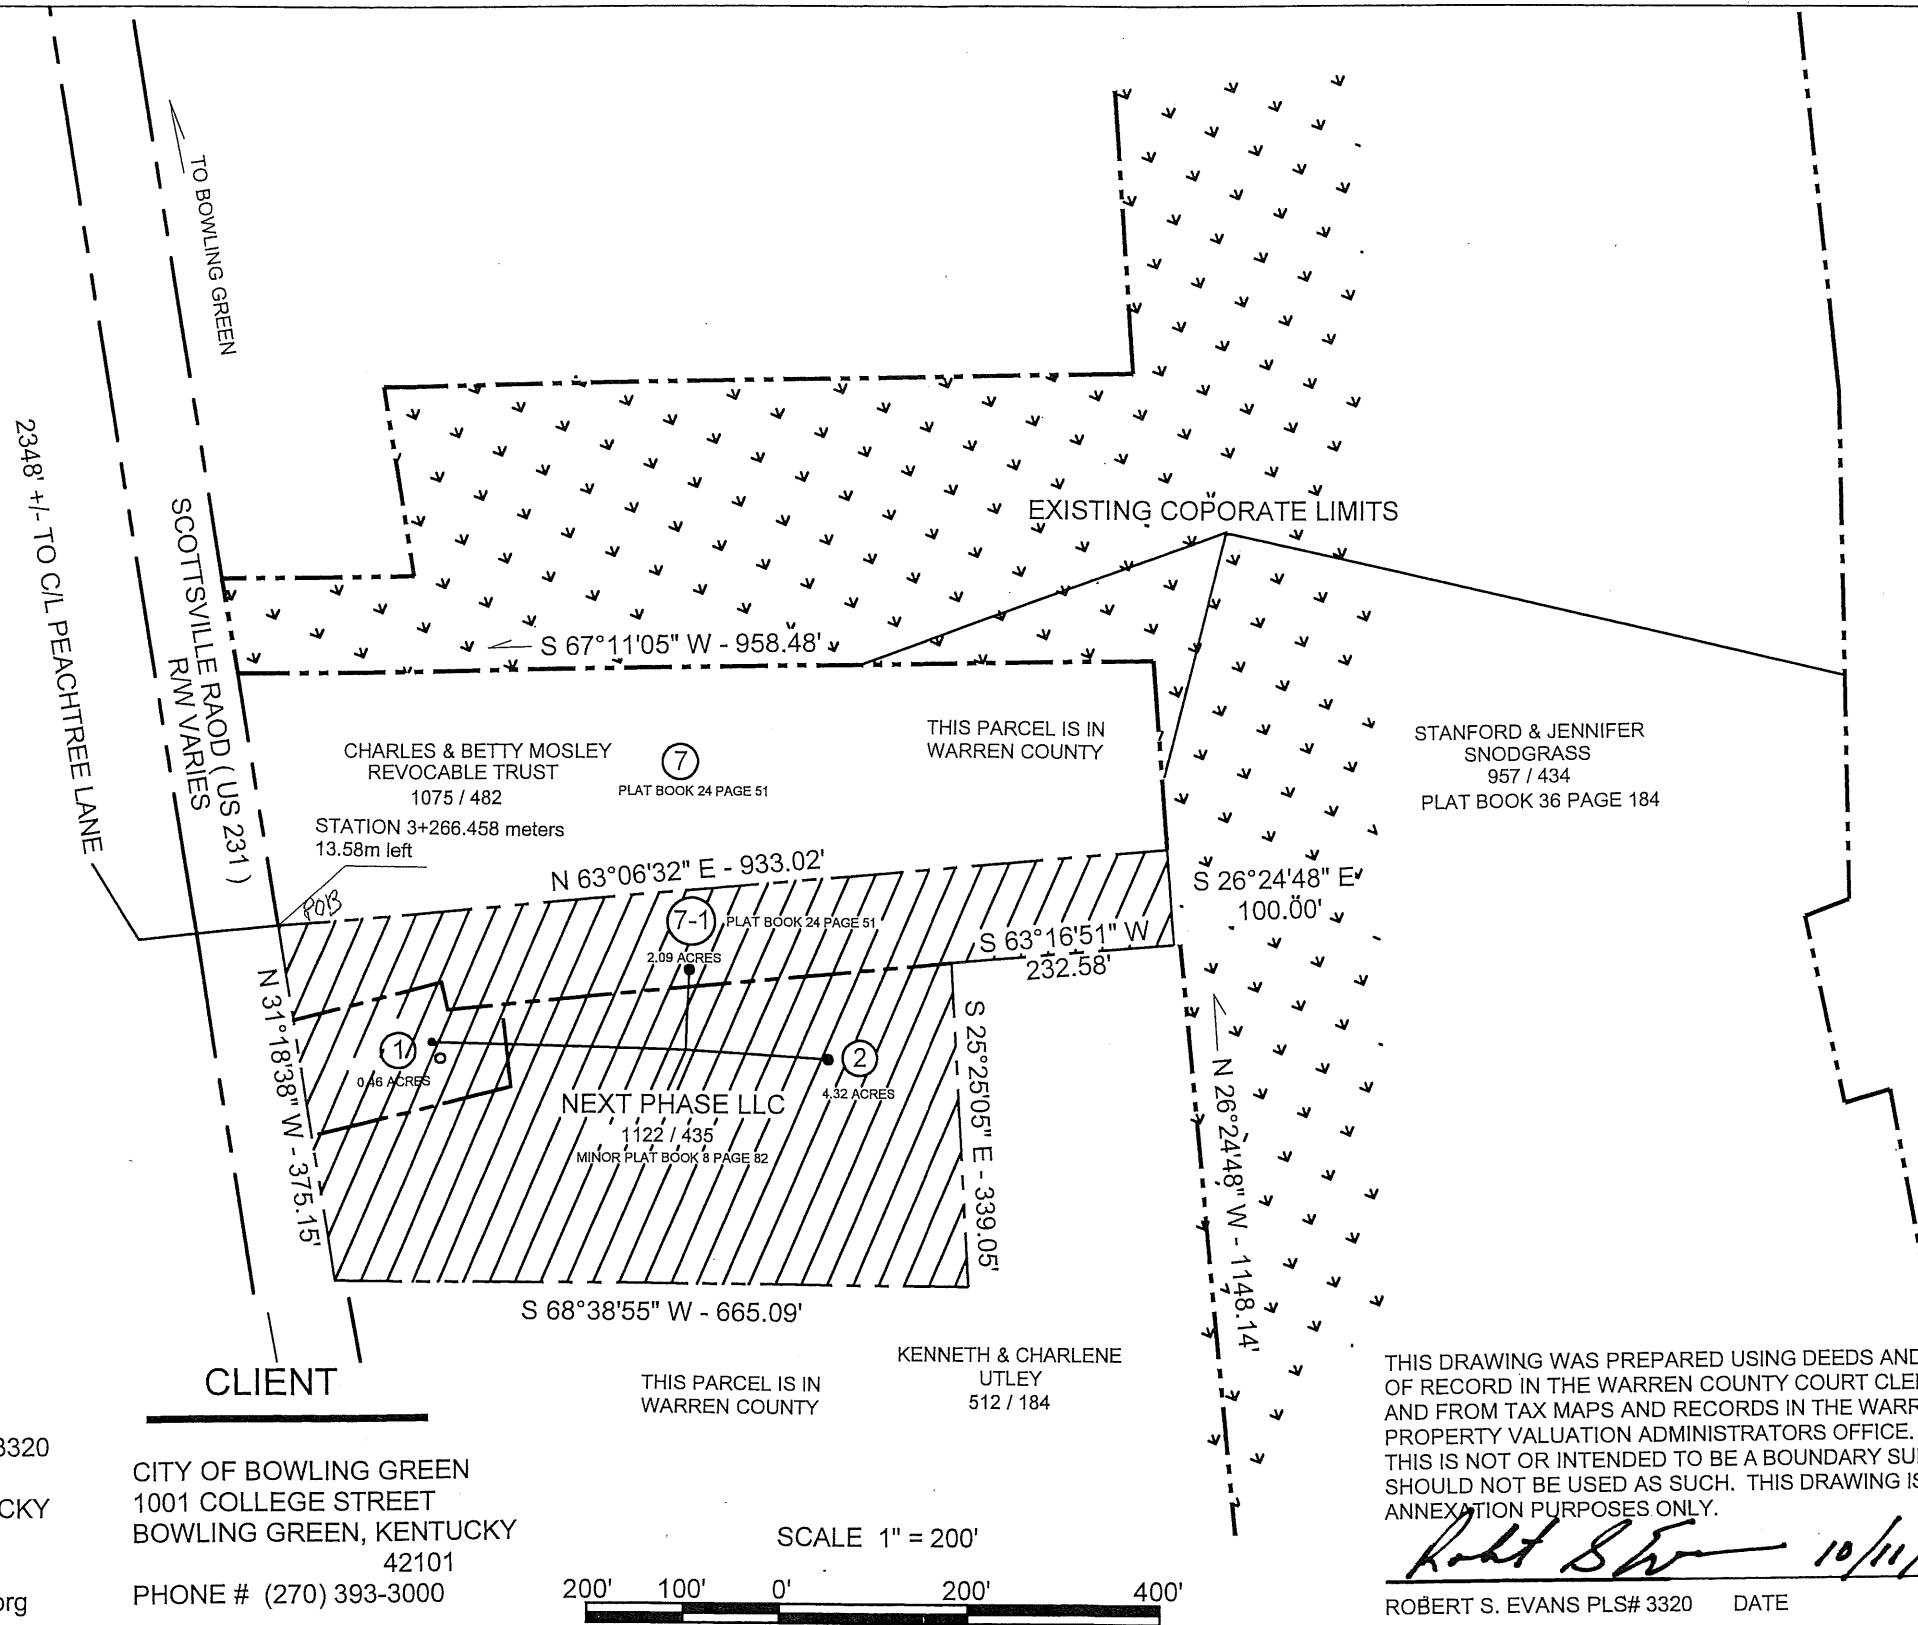 TO BOWLING GREEN
2348' +/- TO C/L PEACHTREE LANE
SCOTTSVILLE RAOD ( US 231 )
R/W VARIES
EXISTING COPORATE LIMITS
S 67°11'05" W - 958.48'
CHARLES & BETTY MOSLEY
REVOCABLE TRUST
1075 / 482
7
PLAT BOOK 24 PAGE 51
THIS PARCEL IS IN
WARREN COUNTY
STANFORD & JENNIFER
SNODGRASS
957 / 434
PLAT BOOK 36 PAGE 184
STATION 3+266.458 meters
13.58m left
POB
N 63°06'32" E - 933.02'
S 26°24'48" E
100.00'
7-1
PLAT BOOK 24 PAGE 51
2.09 ACRES
S 63°16'51" W
232.58'
N 31°18'38" W - 375.15'
1
0.46 ACRES
2
4.32 ACRES
NEXT PHASE LLC
1122 / 435
MINOR PLAT BOOK 8 PAGE 82
S 25°25'05" E - 339.05'
N 26°24'48" W - 1148.14'
S 68°38'55" W - 665.09'
THIS PARCEL IS IN
WARREN COUNTY
KENNETH & CHARLENE
UTLEY
512 / 184
CLIENT
3320
CKY
org
CITY OF BOWLING GREEN
1001 COLLEGE STREET
BOWLING GREEN, KENTUCKY
42101
PHONE # (270) 393-3000
SCALE 1" = 200'
200' 100' 0' 200' 400'
THIS DRAWING WAS PREPARED USING DEEDS AND
OF RECORD IN THE WARREN COUNTY COURT CLE
AND FROM TAX MAPS AND RECORDS IN THE WARR
PROPERTY VALUATION ADMINISTRATORS OFFICE.
THIS IS NOT OR INTENDED TO BE A BOUNDARY SU
SHOULD NOT BE USED AS SUCH. THIS DRAWING IS
ANNEXATION PURPOSES ONLY.
10/11/
ROBERT S. EVANS PLS# 3320 DATE